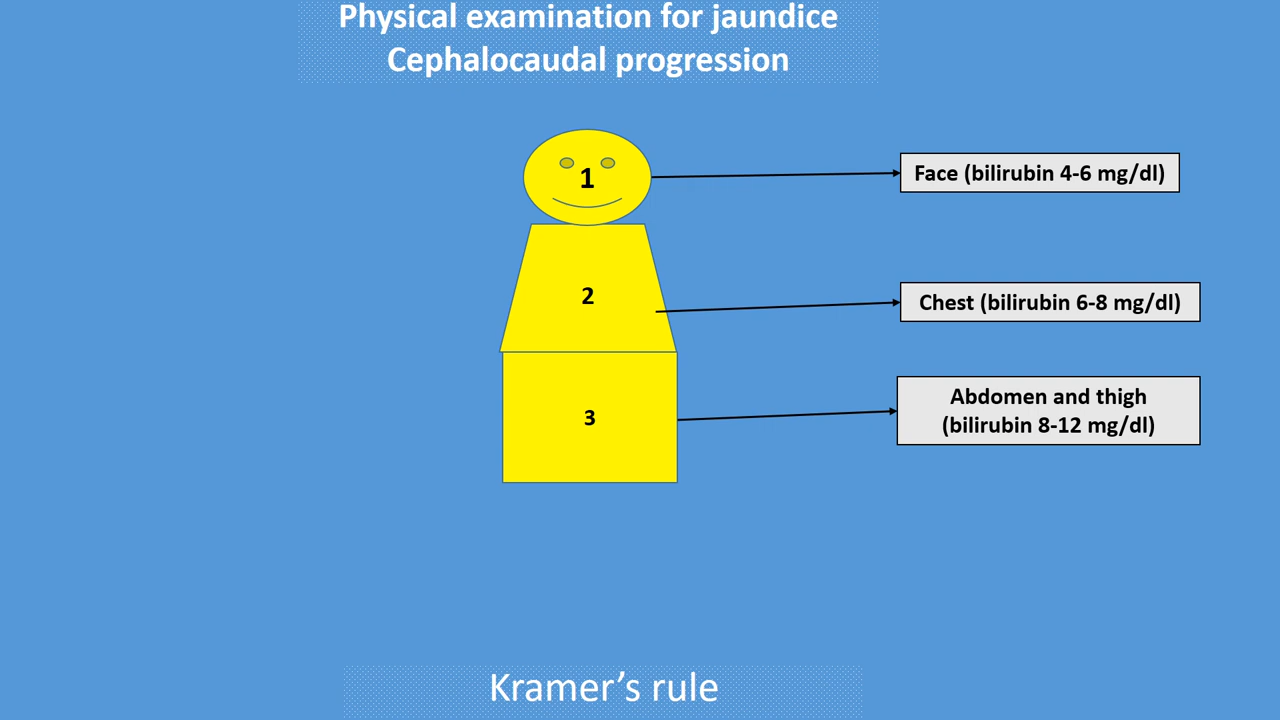 Physical examination for jaundice
Cephalocaudal progression
1
Face (bilirubin 4-6 mg/dl)
2
Chest (bilirubin 6-8 mg/dl)
3
Abdomen and thigh
(bilirubin 8-12 mg/dl)
Kramer’s rule